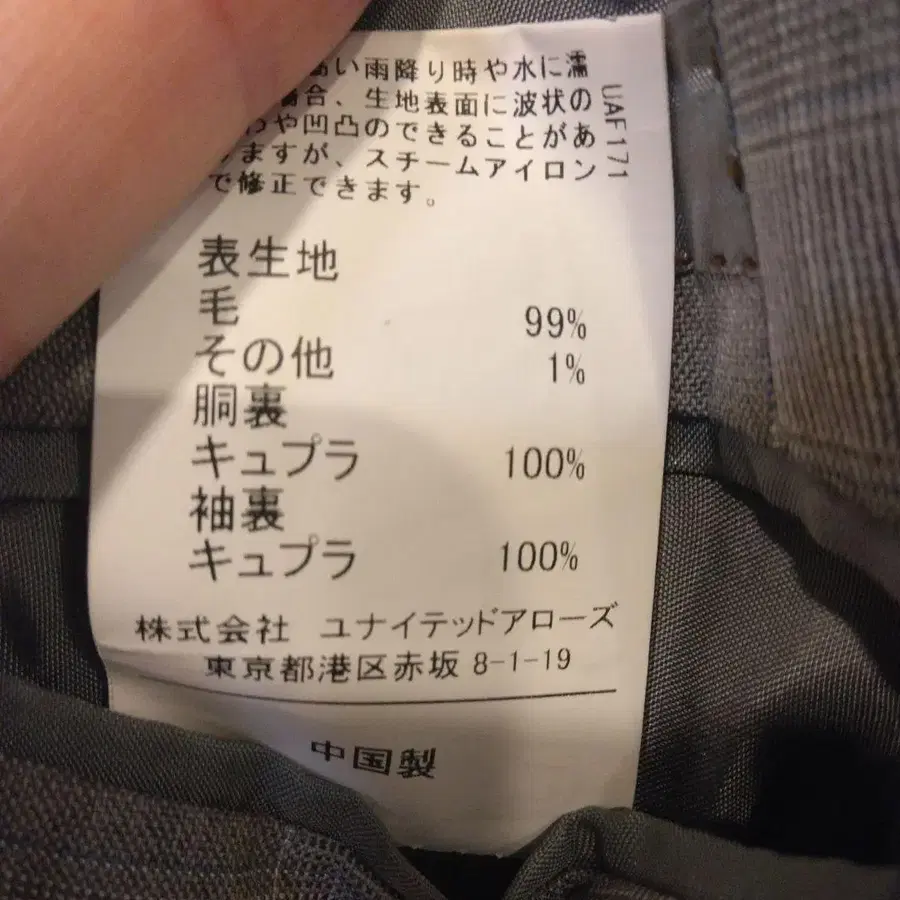 い雨降り時や水に濡
場合、生地表面に波状の
わや凹凸のできることがあ
ますが、スチームアイロン
で修正できます。
UAF171
表生地
毛 99%
その他 1%
胴裏
キュプラ 100%
袖裏
キュプラ 100%
株式会社 ユナイテッドアローズ
東京都港区赤坂 8-1-19
中国製